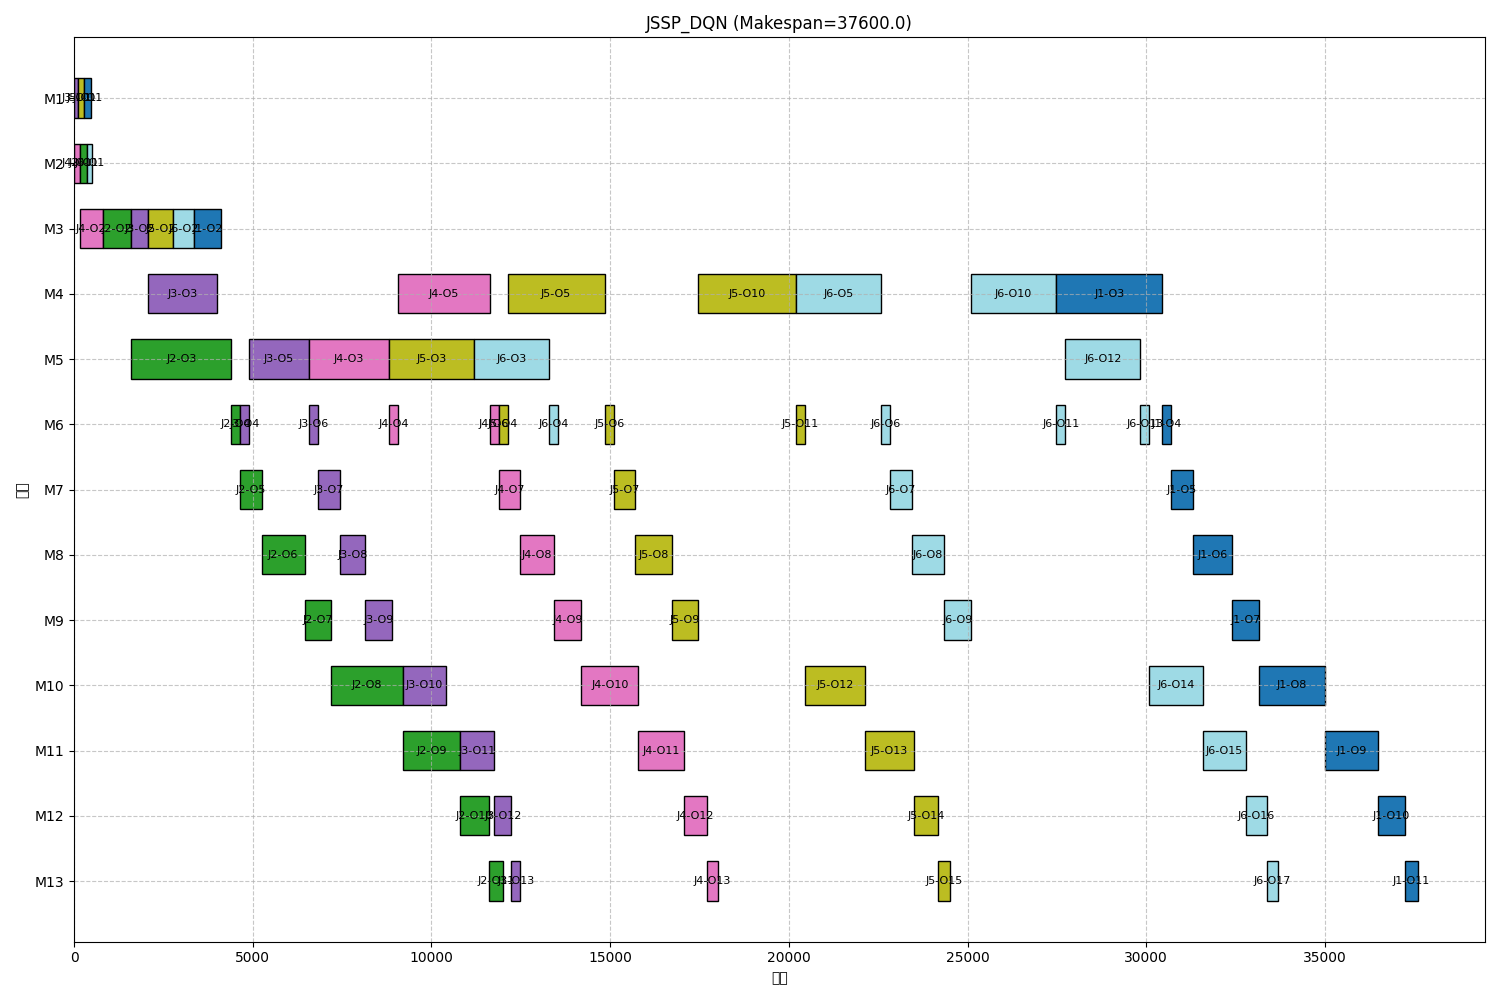 JSSP_DQN (Makespan=37600.0)
M1
M2
M3 J4-O2 J2-O2 J3-O2 J5-O2 J6-O2 J1-O2
M4 J3-O3 J4-O5 J5-O5 J5-O10 J6-O5 J6-O10 J1-O3
M5 J2-O3 J3-O5 J4-O3 J5-O3 J6-O3 J6-O12
M6 J2-O4 J3-O4 J3-O6 J4-O4 J4-O6 J5-O4 J6-O4 J5-O6 J5-O11 J6-O6 J6-O11 J6-O13 J1-O4
M7 J2-O5 J3-O7 J4-O7 J5-O7 J6-O7 J1-O5
M8 J2-O6 J3-O8 J4-O8 J5-O8 J6-O8 J1-O6
M9 J2-O7 J3-O9 J4-O9 J5-O9 J6-O9 J1-O7
M10 J2-O8 J3-O10 J4-O10 J5-O12 J6-O14 J1-O8
M11 J2-O9 J3-O11 J4-O11 J5-O13 J6-O15 J1-O9
M12 J2-O10 J3-O12 J4-O12 J5-O14 J6-O16 J1-O10
M13 J2-O11 J3-O13 J4-O13 J5-O15 J6-O17 J1-O11
0 5000 10000 15000 20000 25000 30000 35000